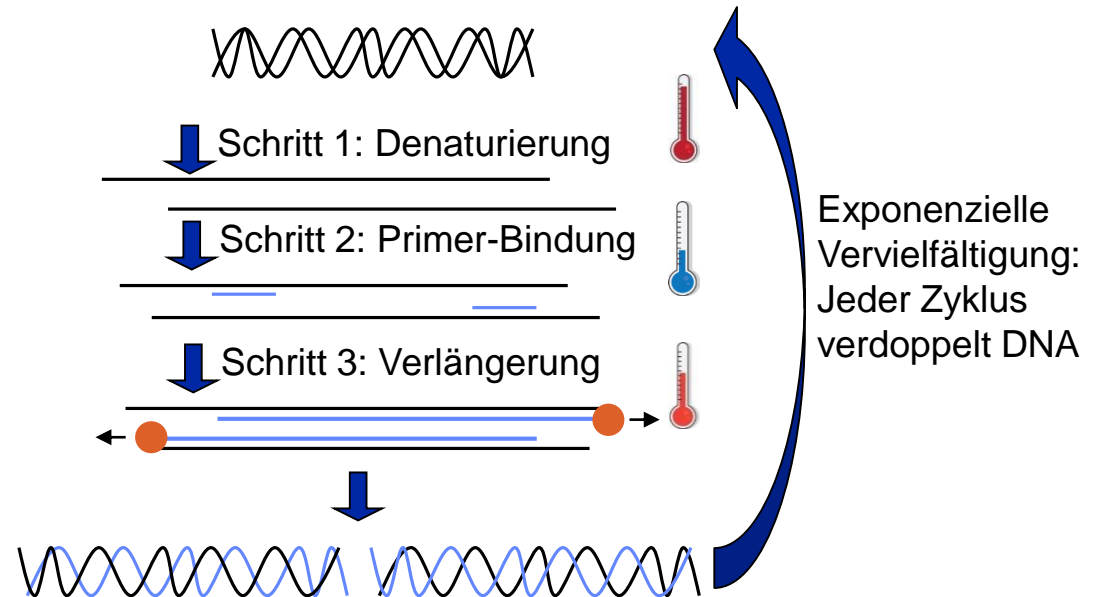 Schritt 1: Denaturierung
Schritt 2: Primer-Bindung
Schritt 3: Verlängerung
Exponenzielle
Vervielfältigung:
Jeder Zyklus
verdoppelt DNA